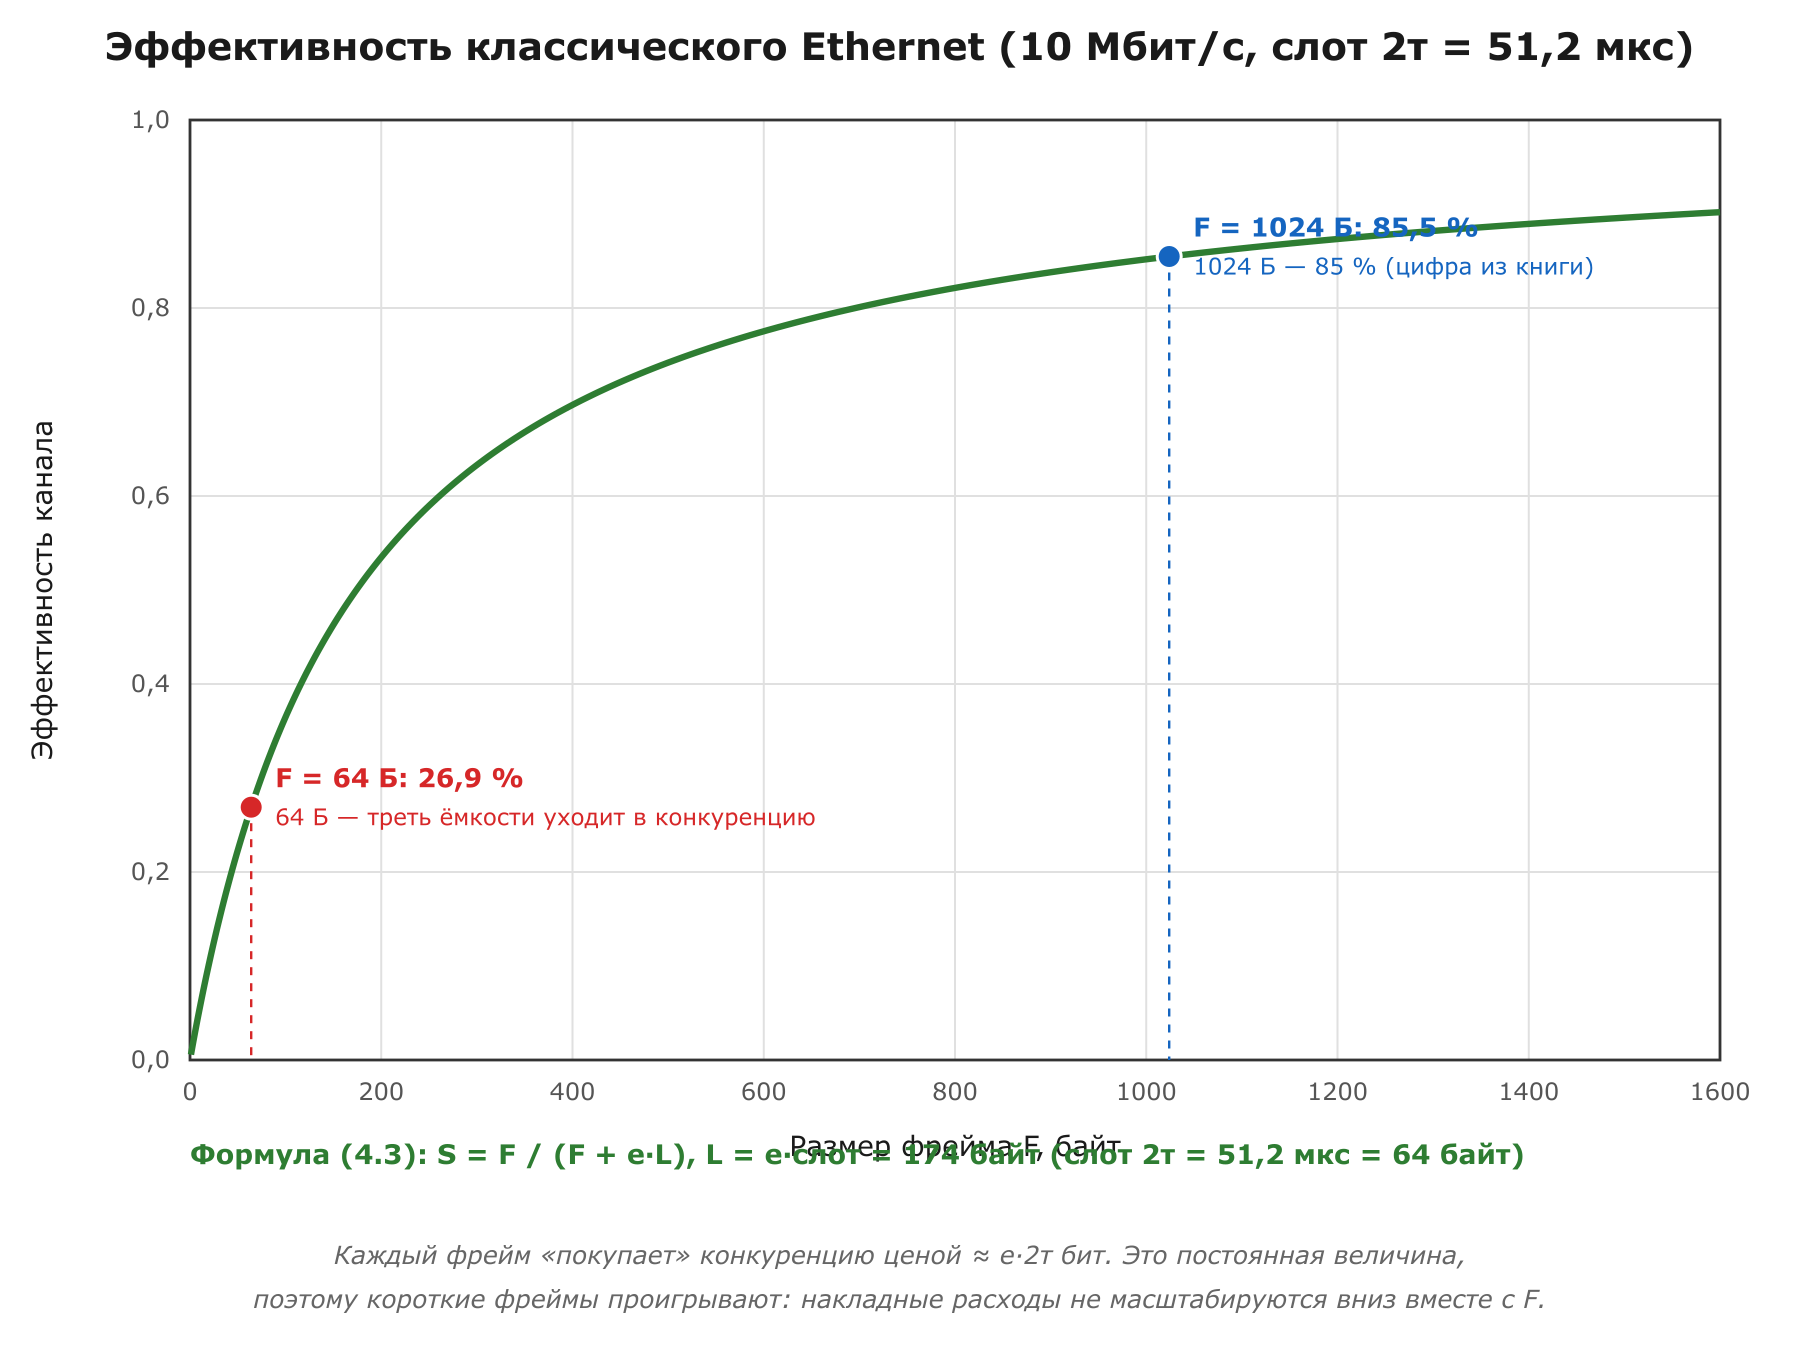 Эффективность классического Ethernet (10 Мбит/с, слот 2τ = 51,2 мкс)
Эффективность канала
1,0
0,8
0,6
0,4
0,2
0,0
F = 1024 Б: 85,5 %
1024 Б — 85 % (цифра из книги)
F = 64 Б: 26,9 %
64 Б — треть ёмкости уходит в конкуренцию
0 200 400 600 800 1000 1200 1400 1600
Размер фрейма F, байт
Формула (4.3): S = F / (F + e·L), L = e·слот = 174 байт (слот 2τ = 51,2 мкс = 64 байт)
Каждый фрейм «покупает» конкуренцию ценой ≈ e·2τ бит. Это постоянная величина,
поэтому короткие фреймы проигрывают: накладные расходы не масштабируются вниз вместе с F.